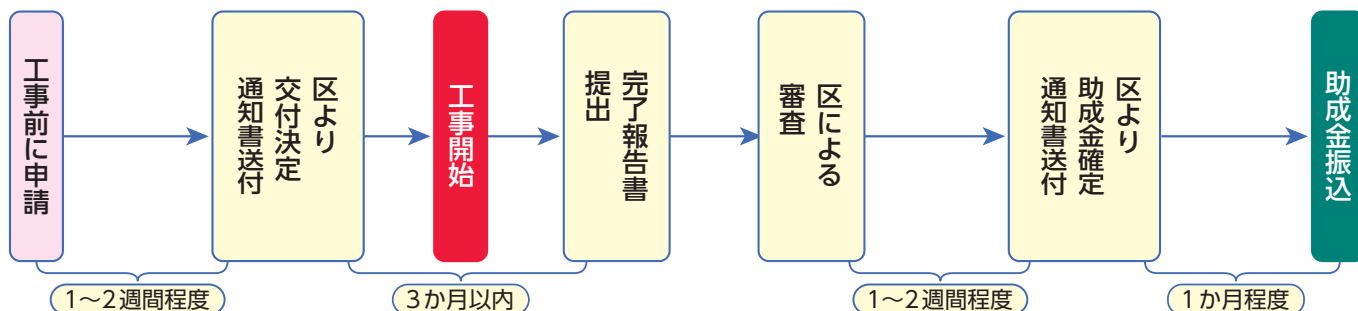 工事前に申請
区より
交付決定
通知書送付
工事開始
完了報告書
提出
区による
審査
区より
助成金確定
通知書送付
助成金振込
1~2週間程度
3か月以内
1~2週間程度
1か月程度